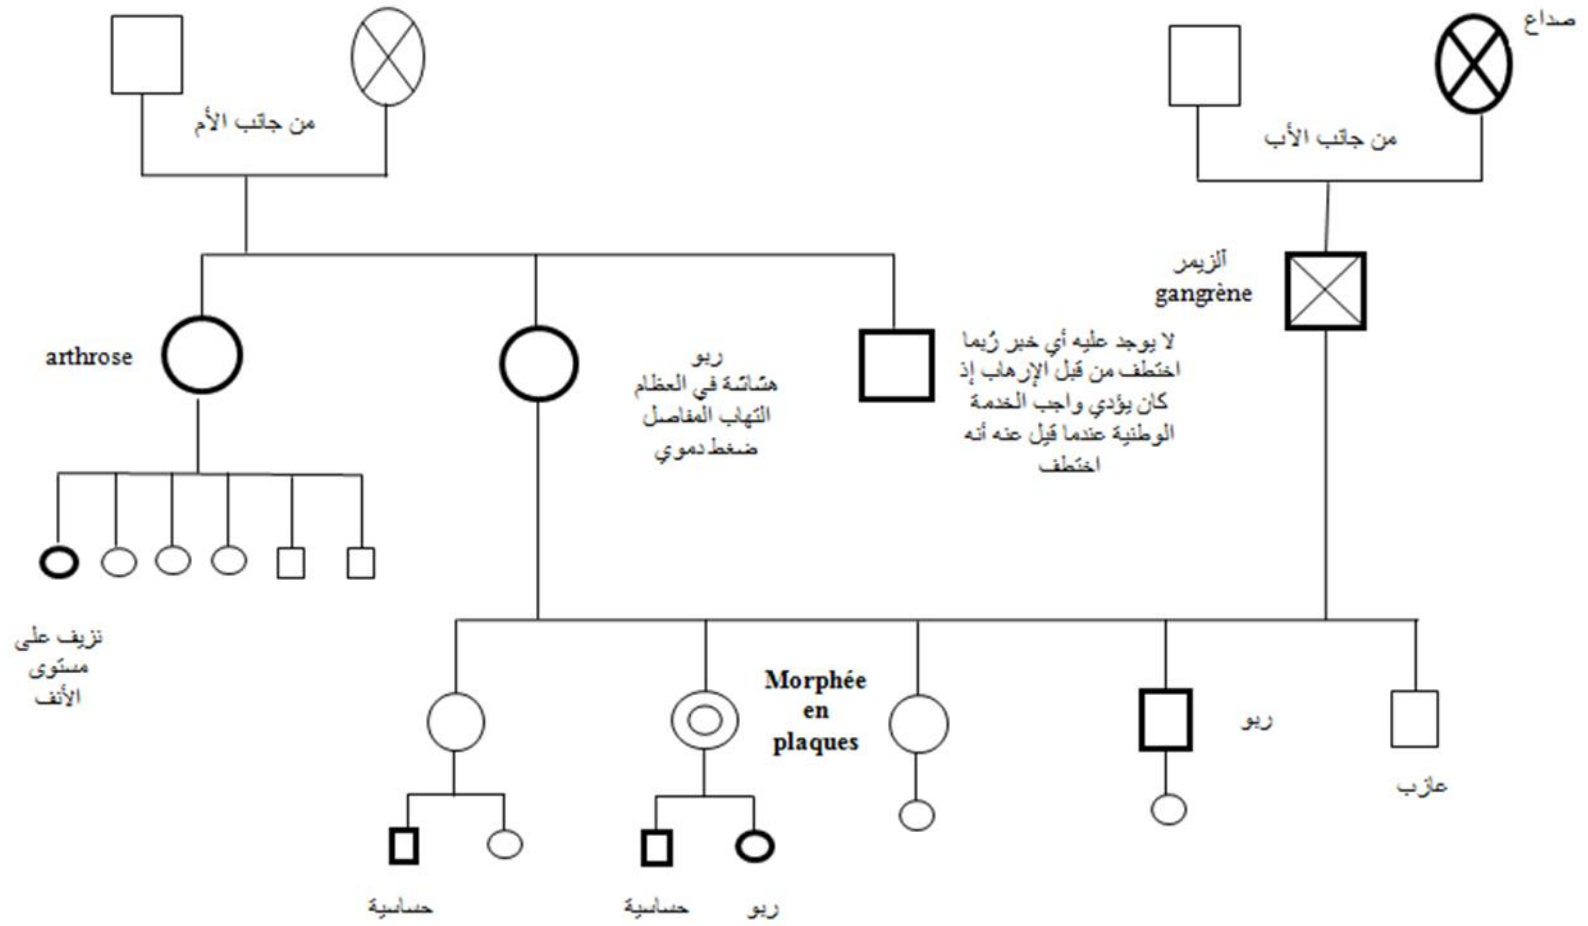 صداع
من جانب الأم
من جانب الأب
ألزيمر
gangrène
لا يوجد عليه أي خبر رُبما
اختطف من قبل الإرهاب إذ
كان يؤدي واجب الخدمة
الوطنية عندما قيل عنه أنه
اختطف
ربو
هشاشة في العظام
التهاب المفاصل
ضغط دموي
arthrose
نزيف على
مستوى
الأنف
Morphée
en
plaques
ربو
عازب
حساسية
حساسية
ربو